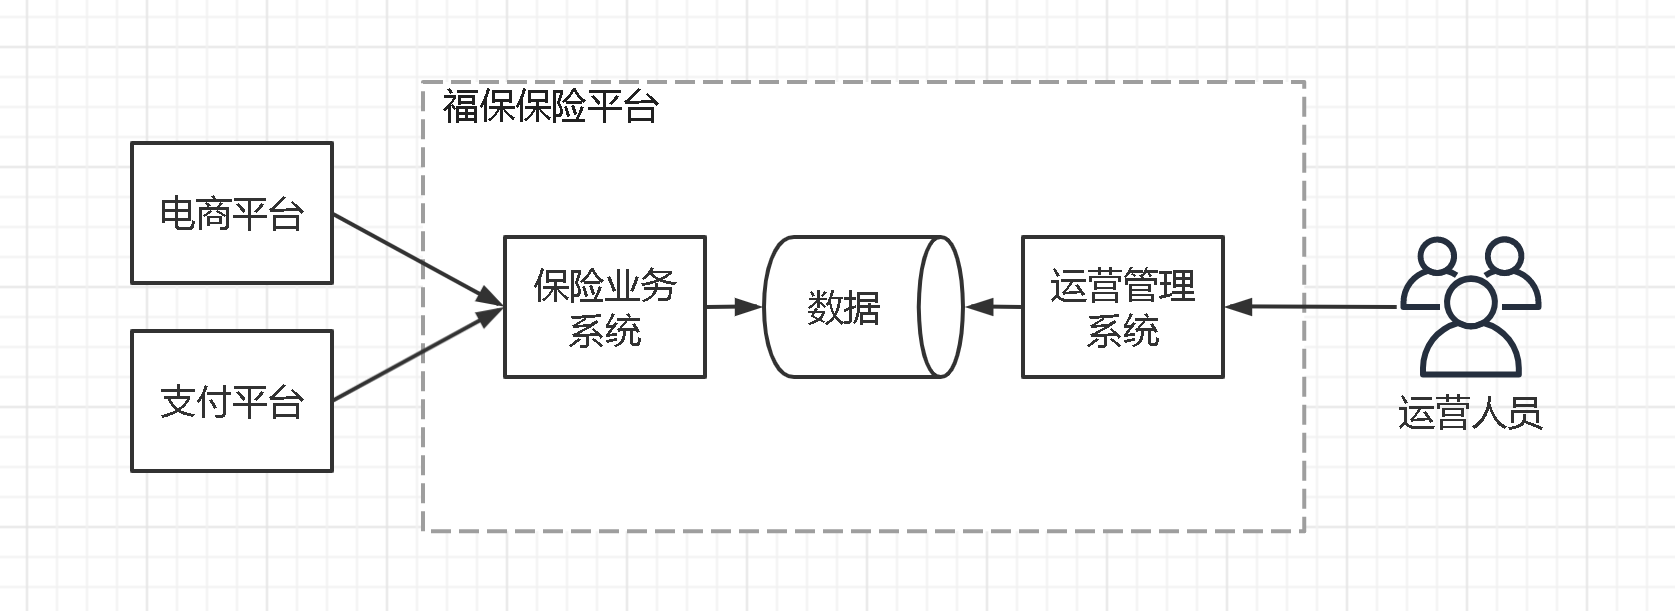 福保保险平台
电商平台
支付平台
保险业务
系统
数据
运营管理
系统
运营人员